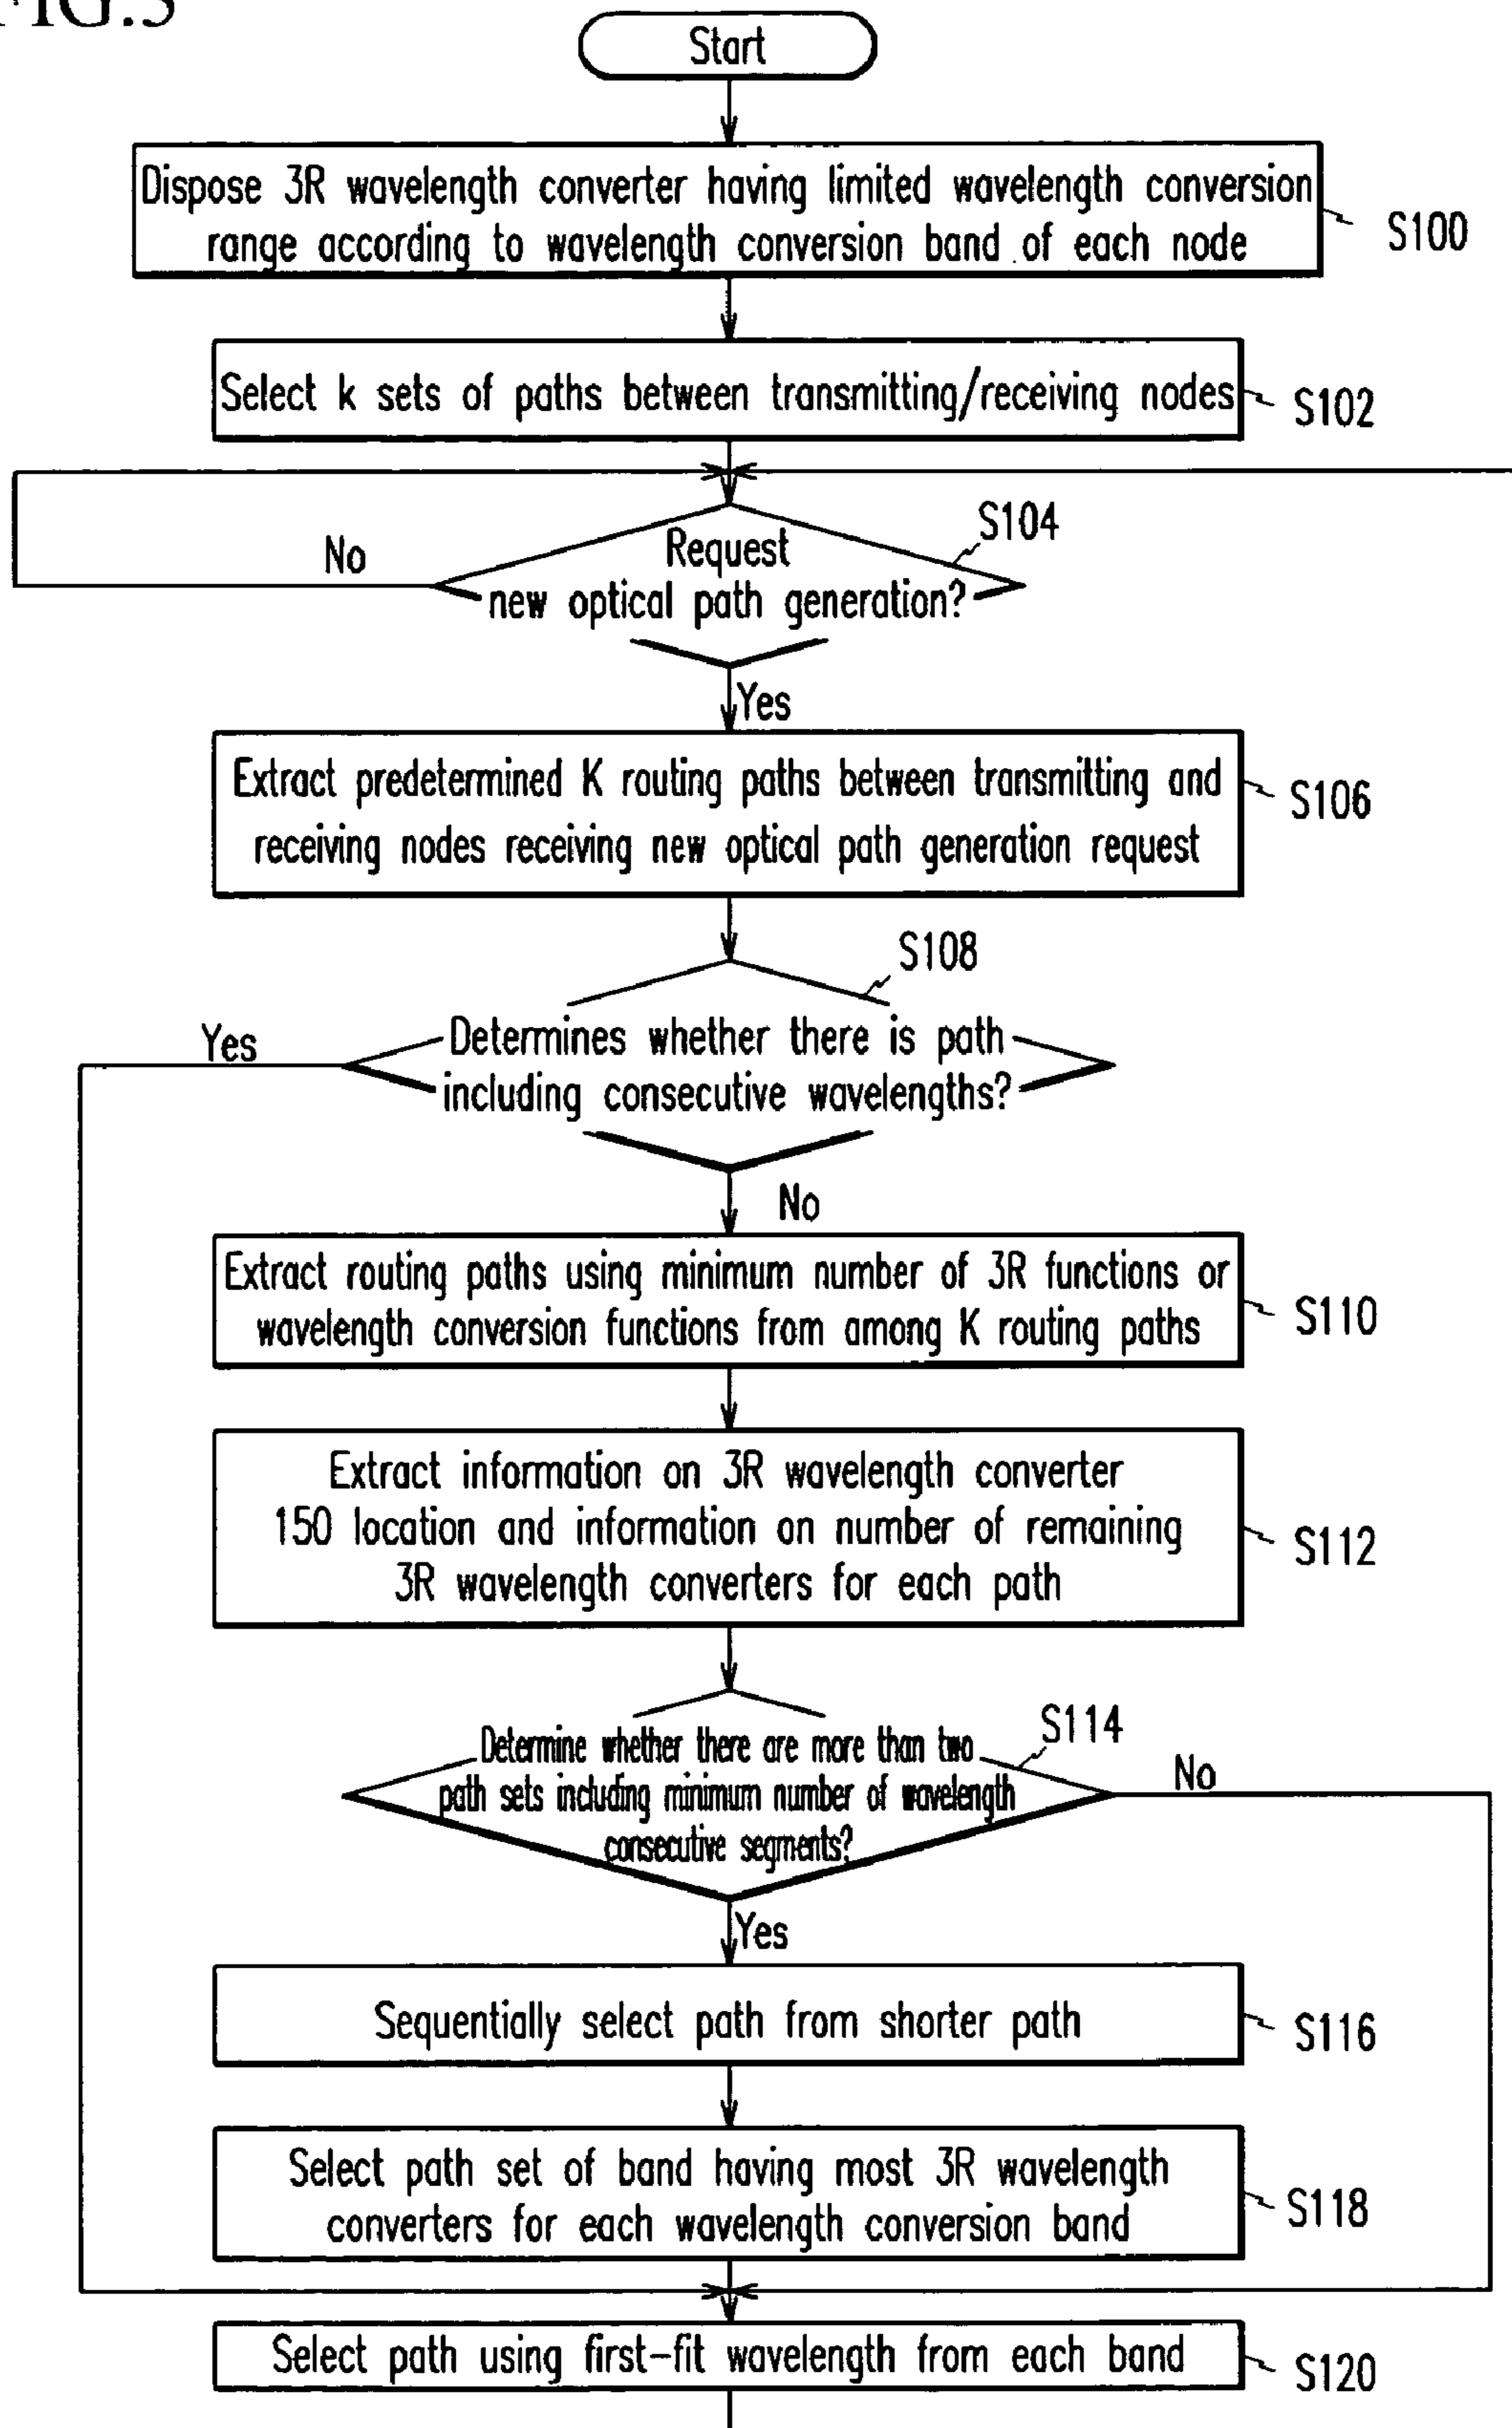 FIG.5
Start
Dispose 3R wavelength converter having limited wavelength conversion
range according to wavelength conversion band of each node
S100
Select k sets of paths between transmitting/receiving nodes
S102
S104
No
Request
new optical path generation?
Yes
Extract predetermined K routing paths between transmitting and
receiving nodes receiving new optical path generation request
S106
S108
Yes
Determines whether there is path
including consecutive wavelengths?
No
Extract routing paths using minimum number of 3R functions or
wavelength conversion functions from among K routing paths
S110
Extract information on 3R wavelength converter
150 location and information on number of remaining
3R wavelength converters for each path
S112
S114
Determine whether there are more than two
path sets including minimum number of wavelength
consecutive segments?
No
Yes
Sequentially select path from shorter path
S116
Select path set of band having most 3R wavelength
converters for each wavelength conversion band
S118
Select path using first-fit wavelength from each band
S120